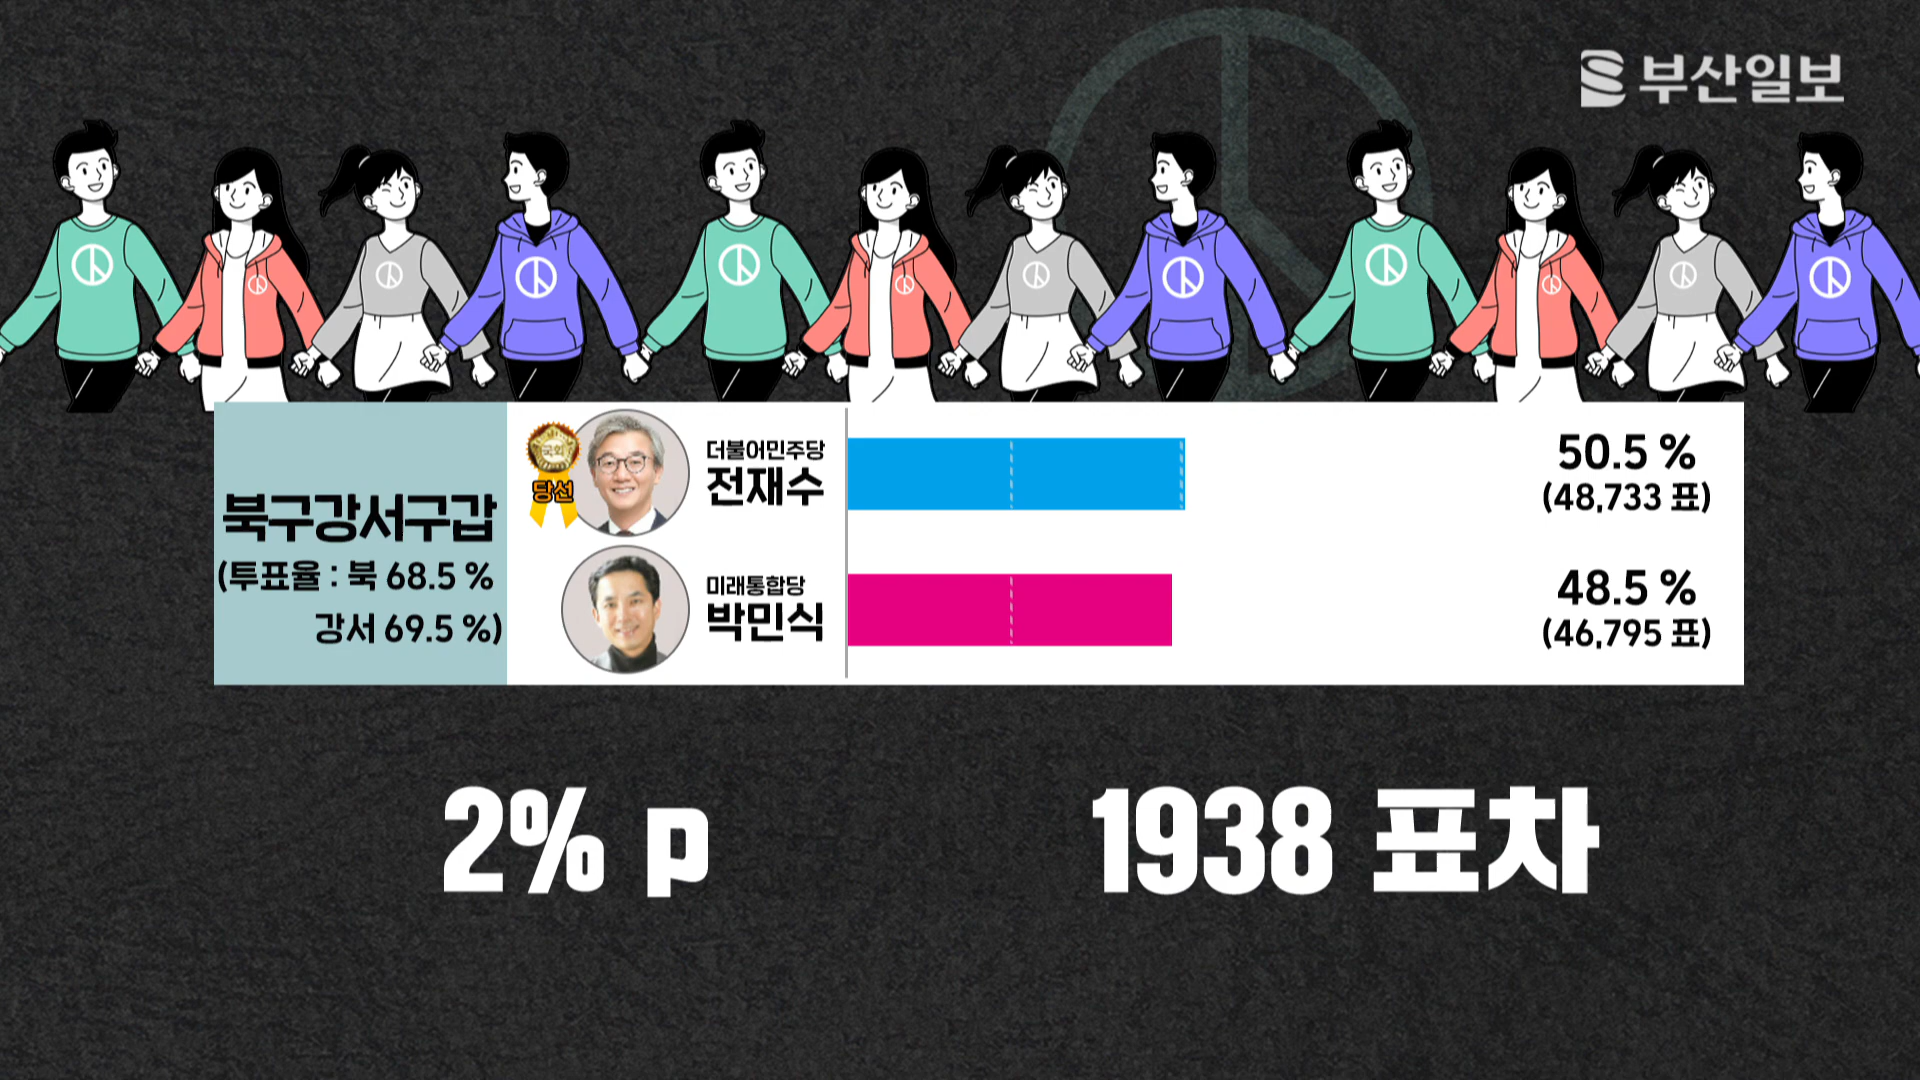 부산일보
북구강서구갑
(투표율 : 북 68.5 %
강서 69.5 %)
국회
당선
더불어민주당
전재수
50.5 %
(48,733 표)
미래통합당
박민식
48.5 %
(46,795 표)
2% p
1938 표차